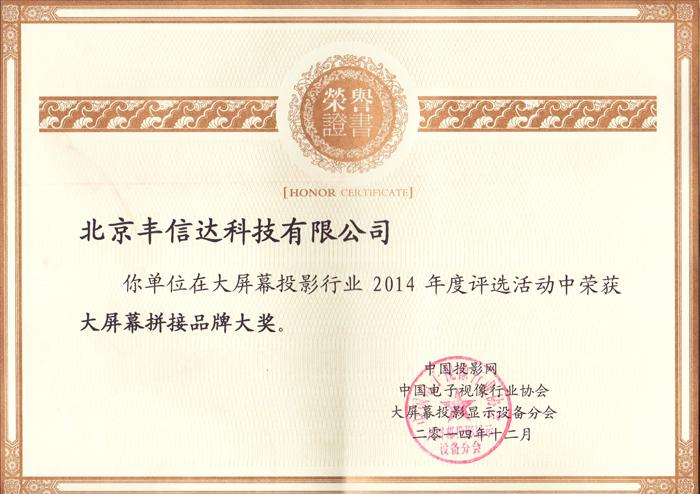 榮譽
證書
[HONOR CERTIFICATE]
北京丰信达科技有限公司
你单位在大屏幕投影行业 2014 年度评选活动中荣获
大屏幕拼接品牌大奖。
中国投影网
中国电子视像行业协会
大屏幕投影显示设备分会
二零一四年十二月
设备分会